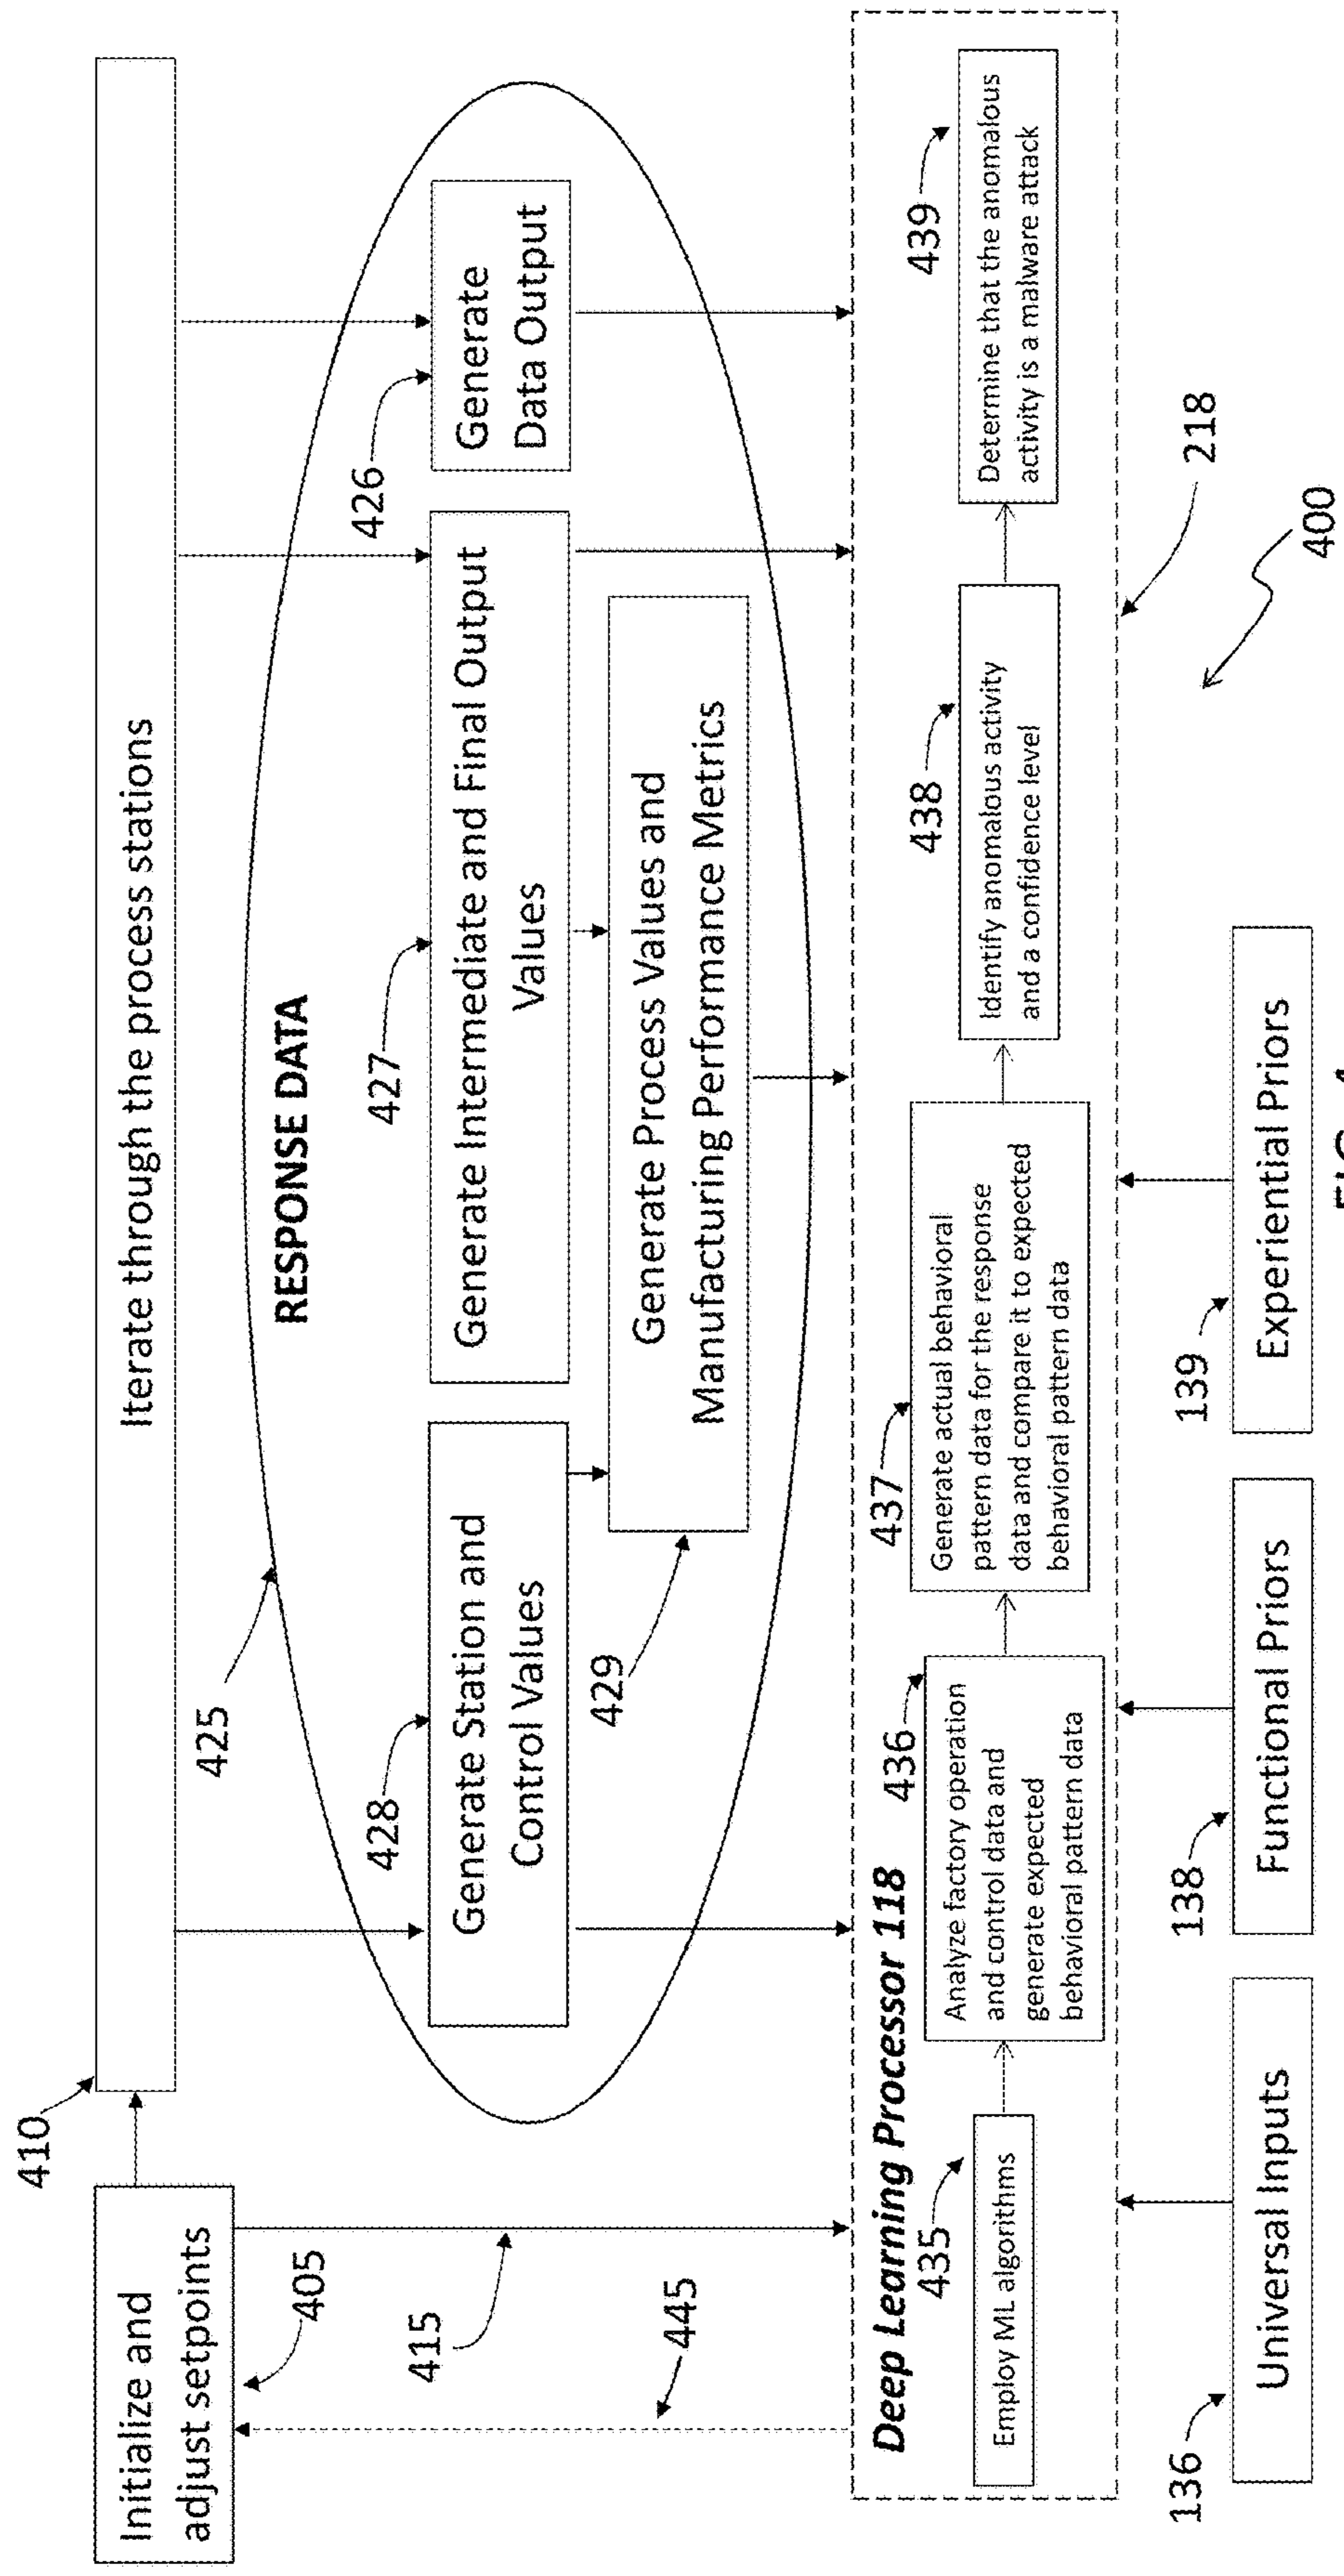 410
Initialize and
adjust setpoints
405
Iterate through the process stations
415
445
425
RESPONSE DATA
428
Generate Station and
Control Values
427
Generate Intermediate and Final Output
Values
426
Generate
Data Output
429
Generate Process Values and
Manufacturing Performance Metrics
Deep Learning Processor 118
435
Employ ML algorithms
436
Analyze factory operation
and control data and
generate expected
behavioral pattern data
437
Generate actual behavioral
pattern data for the response
data and compare it to expected
behavioral pattern data
438
Identify anomalous activity
and a confidence level
439
Determine that the anomalous
activity is a malware attack
218
136
Universal Inputs
138
Functional Priors
139
Experiential Priors
400